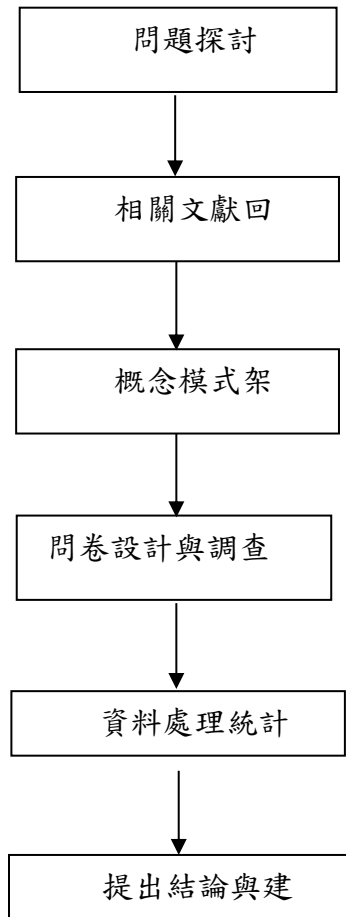 問題探討
相關文獻回
概念模式架
問卷設計與調查
資料處理統計
提出結論與建